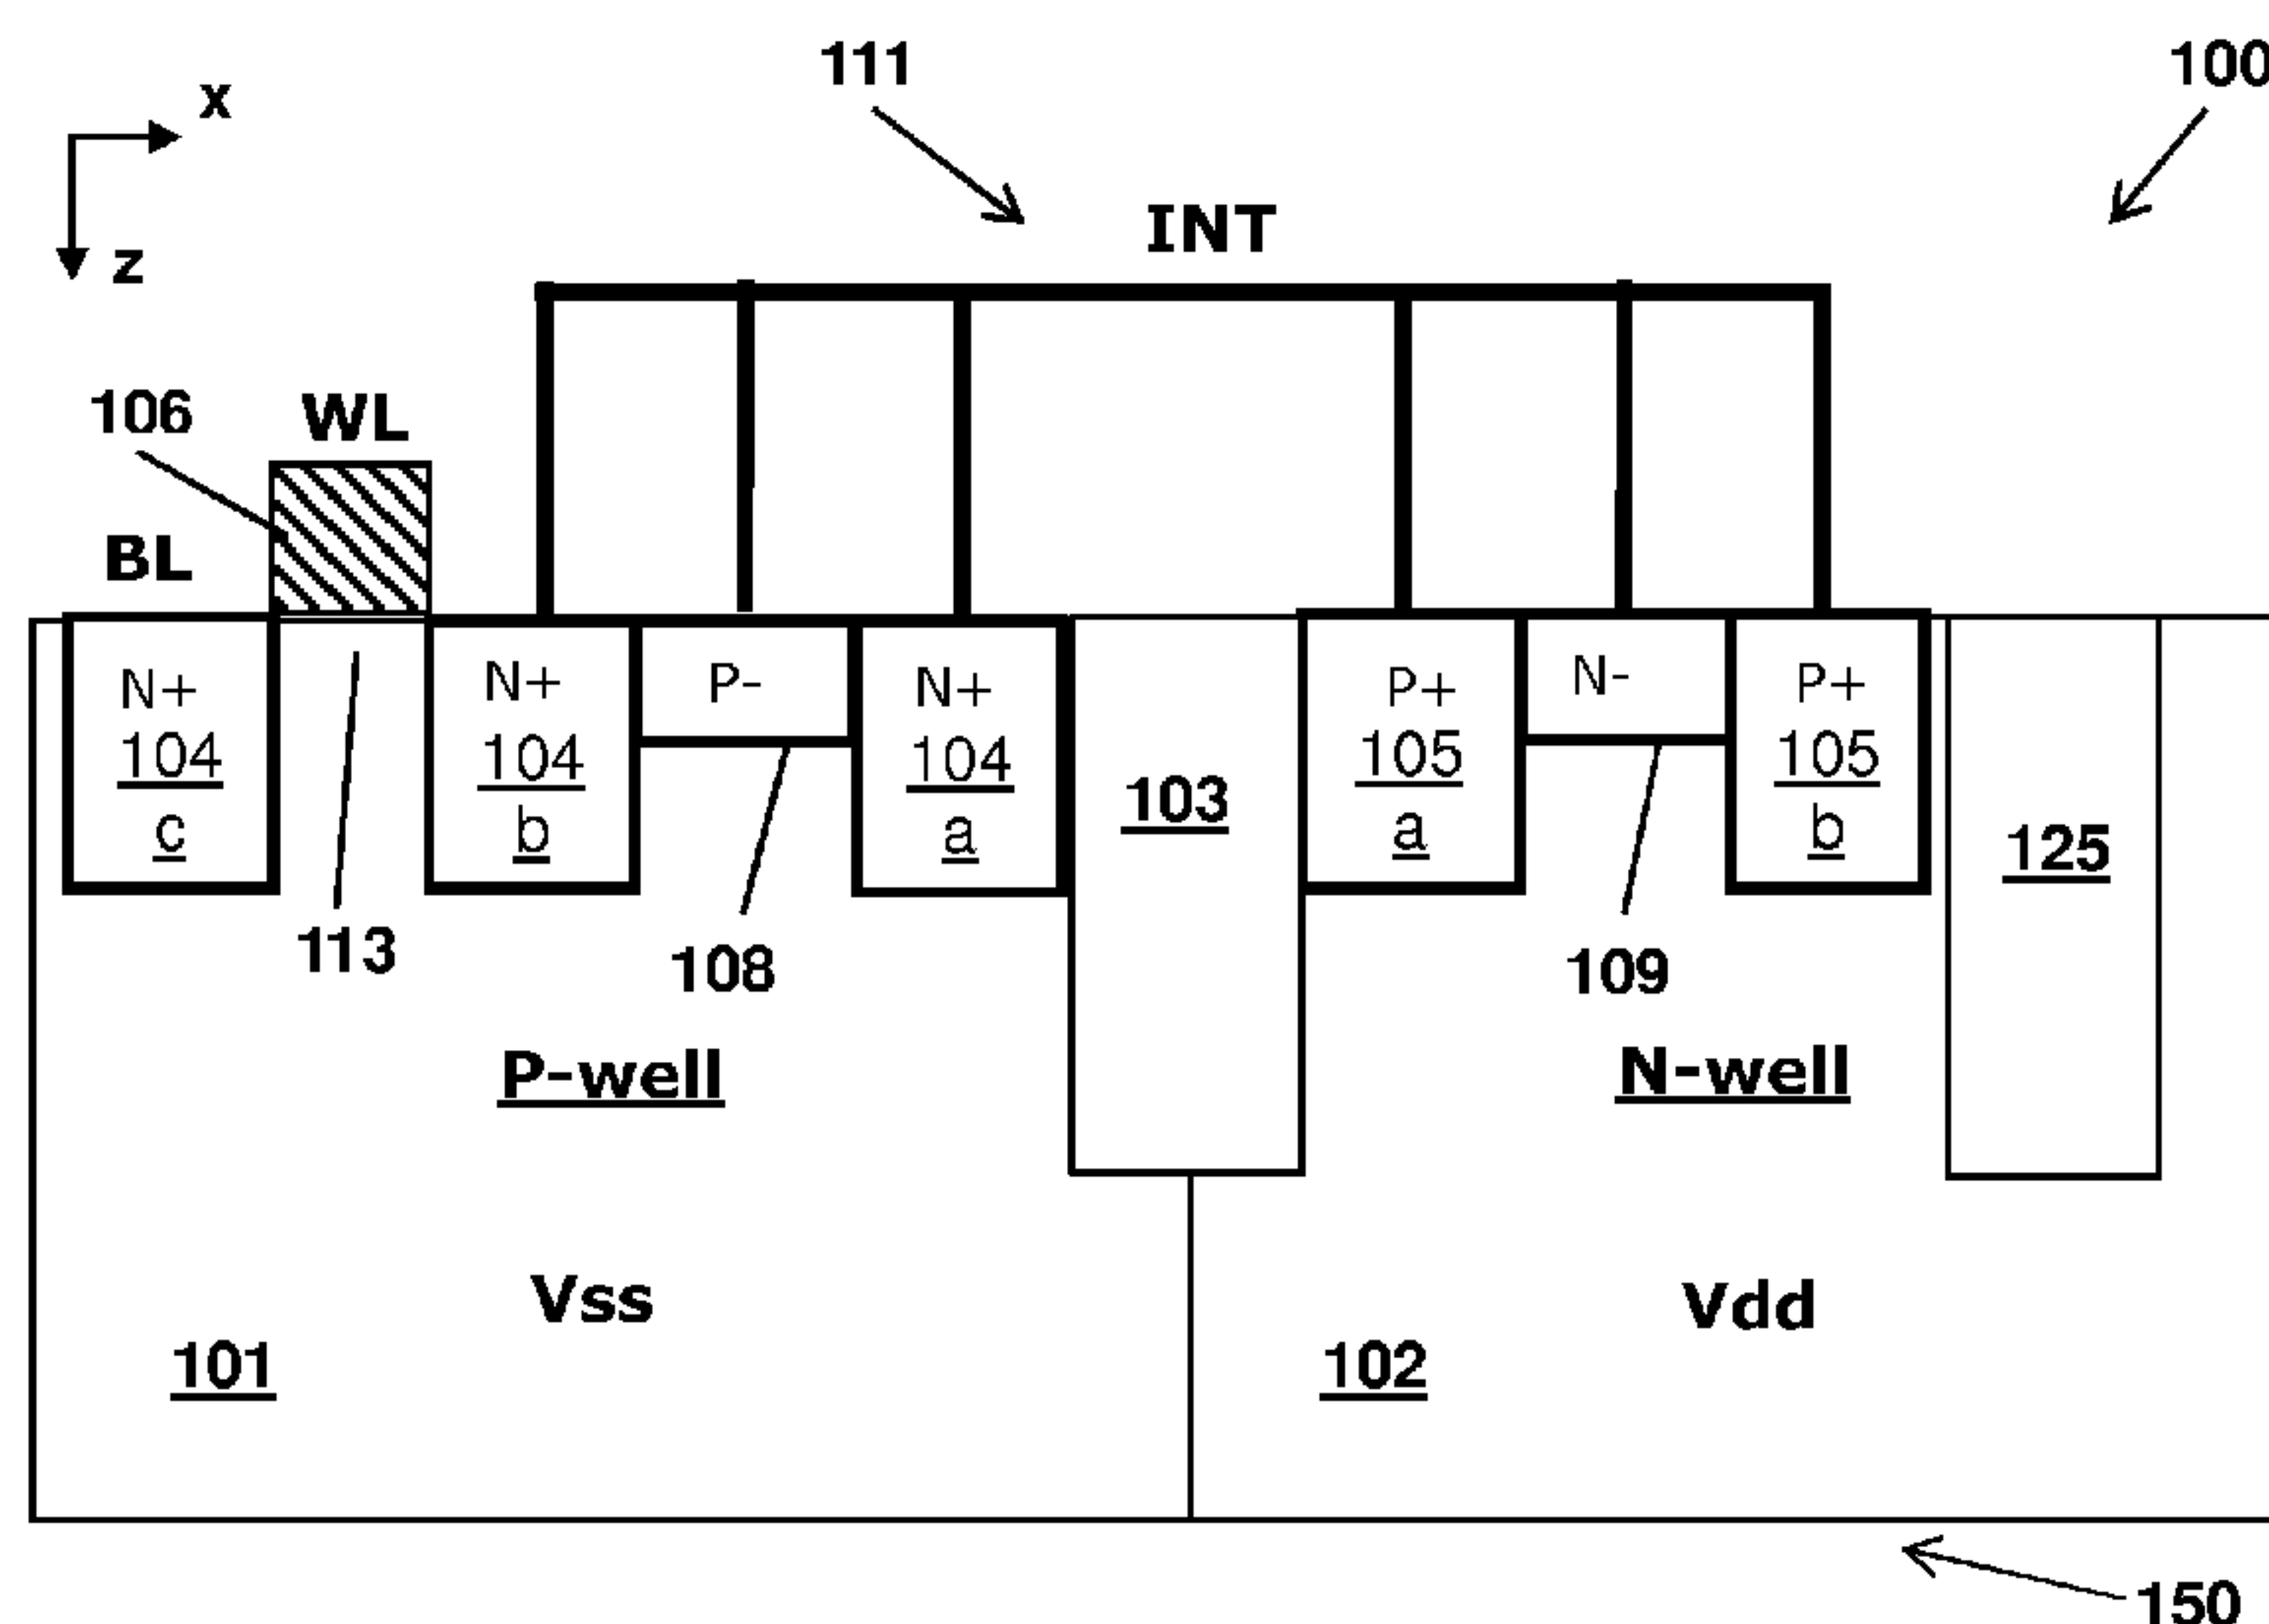 111
100
x
INT
z
106
WL
BL
N+
104
c
N+
104
b
P-
N+
104
a
103
P+
105
a
N-
P+
105
b
125
113
108
109
P-well
N-well
Vss
Vdd
101
102
150